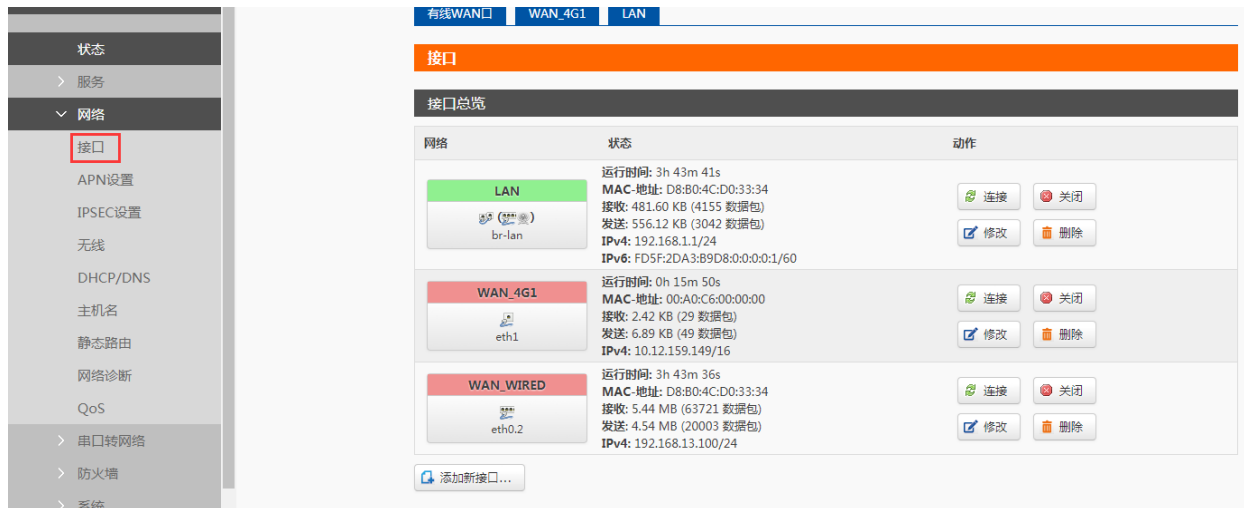 有线WAN口 WAN_4G1 LAN
状态
服务
网络
接口
APN设置
IPSEC设置
无线
DHCP/DNS
主机名
静态路由
网络诊断
QoS
串口转网络
防火墙
系统
接口
接口总览
网络 状态 动作
LAN
br-lan
运行时间: 3h 43m 41s
MAC-地址: D8:B0:4C:D0:33:34
接收: 481.60 KB (4155 数据包)
发送: 556.12 KB (3042 数据包)
IPv4: 192.168.1.1/24
IPv6: FD5F:2DA3:B9D8:0:0:0:0:1/60
连接 关闭
修改 删除
WAN_4G1
eth1
运行时间: 0h 15m 50s
MAC-地址: 00:A0:C6:00:00:00
接收: 2.42 KB (29 数据包)
发送: 6.89 KB (49 数据包)
IPv4: 10.12.159.149/16
连接 关闭
修改 删除
WAN_WIRED
eth0.2
运行时间: 3h 43m 36s
MAC-地址: D8:B0:4C:D0:33:34
接收: 5.44 MB (63721 数据包)
发送: 4.54 MB (20003 数据包)
IPv4: 192.168.13.100/24
连接 关闭
修改 删除
添加新接口...